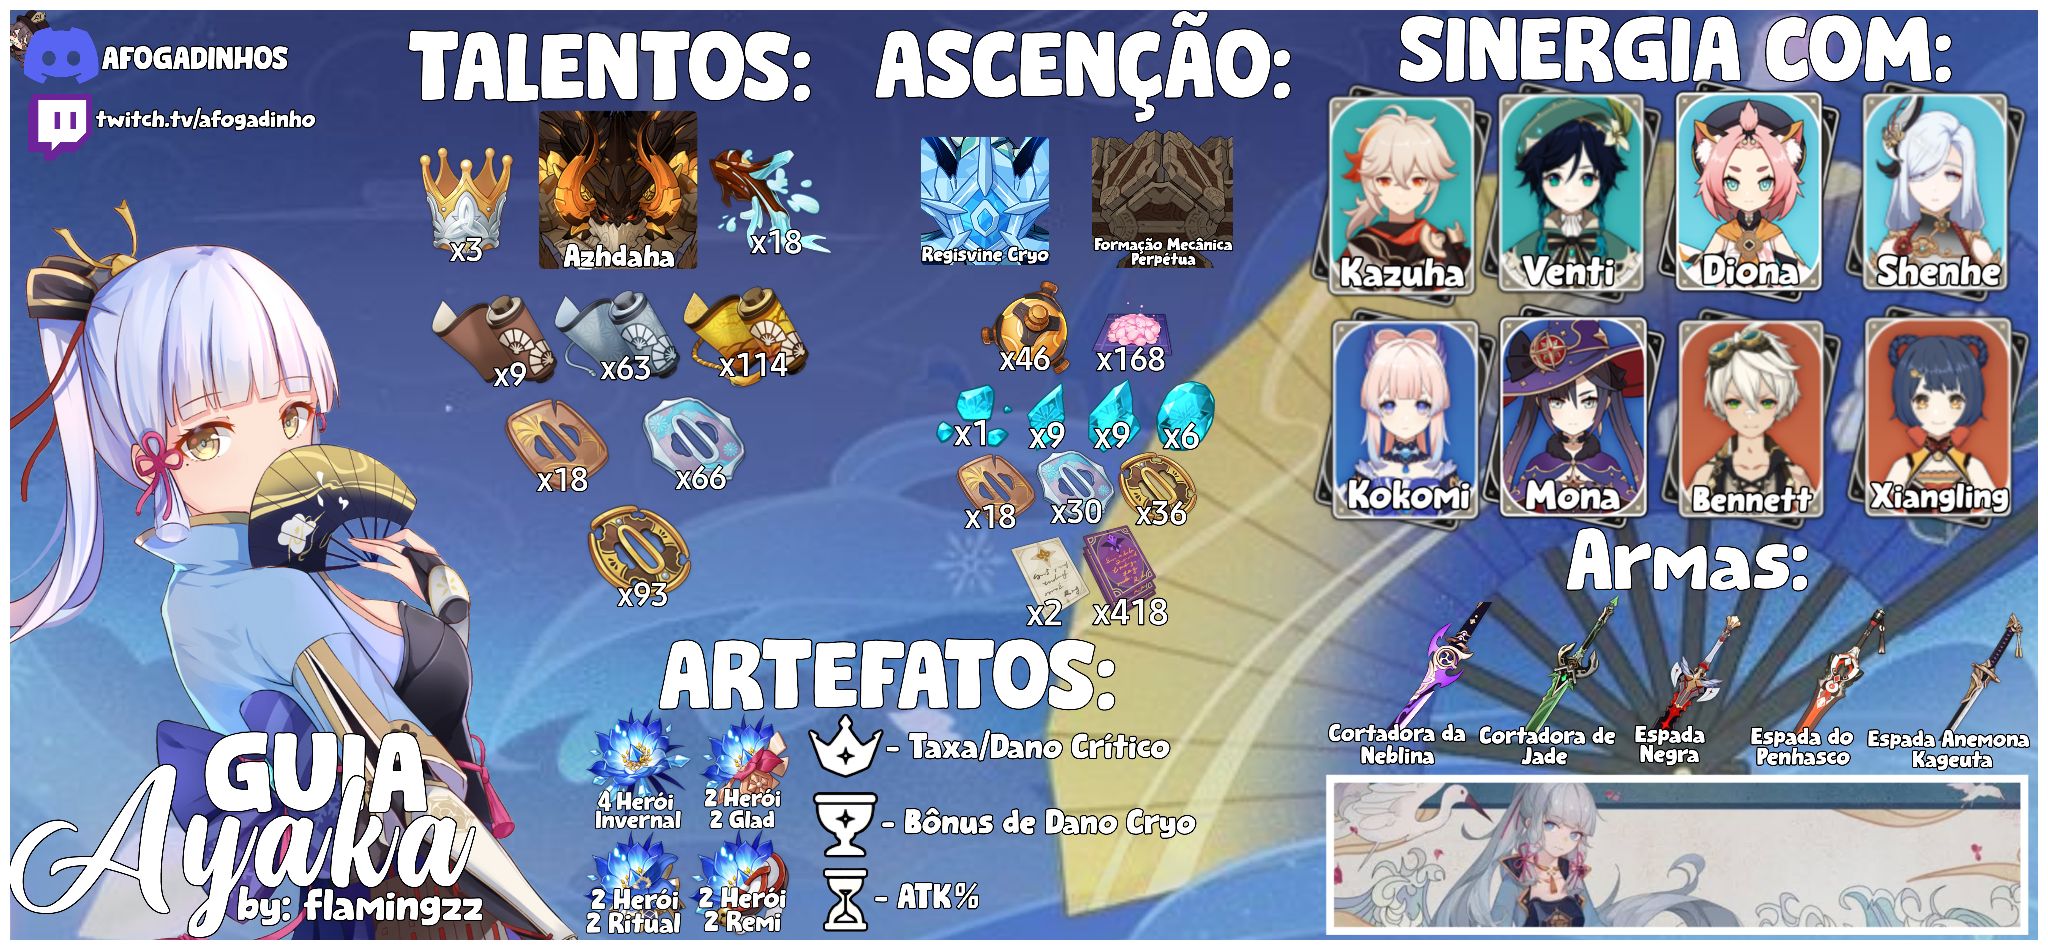 AFOGADINHOS
twitch.tv/afogadinho
TALENTOS:
x3
Azhdaha
x18
x9
x63
x114
x18
x66
x93
ASCENÇÃO:
Regisvine Cryo
Formação Mecânica
Perpétua
x46
x168
x1
x9
x9
x6
x18
x30
x36
x2
x418
SINERGIA COM:
Kazuha
Venti
Diona
Shenhe
Kokomi
Mona
Bennett
Xiangling
Armas:
Cortadora da
Neblina
Cortadora de
Jade
Espada
Negra
Espada do
Penhasco
Espada Anemona
Kageuta
ARTEFATOS:
4 Herói
Invernal
2 Herói
2 Glad
2 Herói
2 Ritual
2 Herói
2 Remi
- Taxa/Dano Crítico
- Bônus de Dano Cryo
- ATK%
GUIA
Ayaka
by: flamingzz